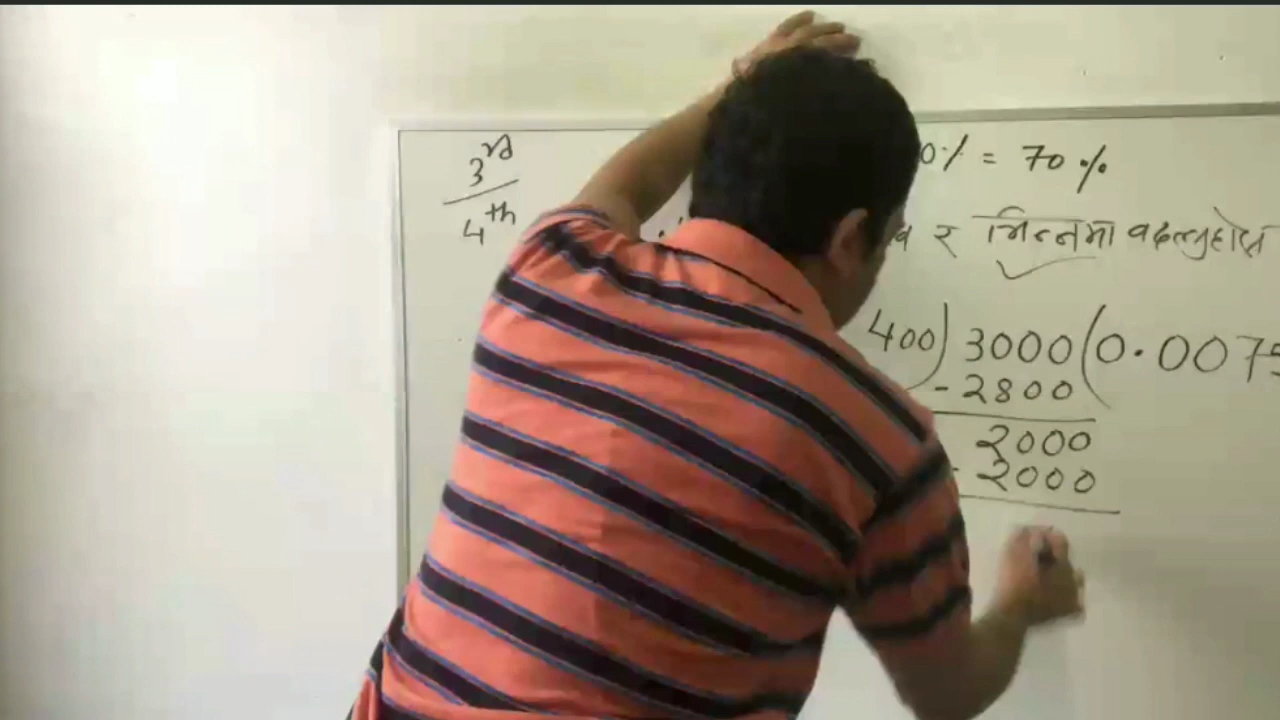 3rd
4th
0% = 70%
र भिन्नमा बदल्नुहोस्
400)3000(0.0075
-2800
2000
- 2000